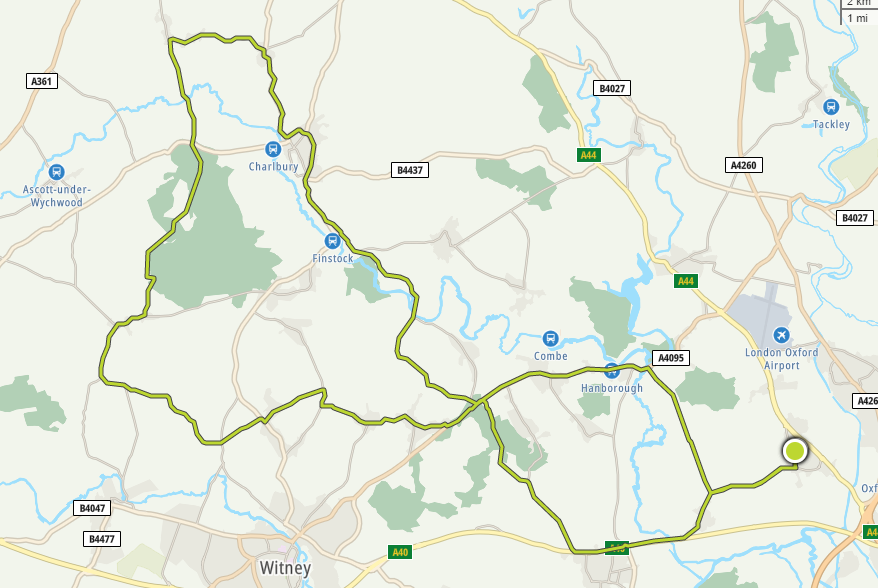 2 km
1 mi
A361
B4027
Tackley
A44
A4260
Charlbury
B4437
Ascott-under-
Wychwood
B4027
Finstock
A44
London Oxford
Airport
Combe
A4095
Hanborough
A426
B4047
Oxf
B4477
A40
A4
Witney